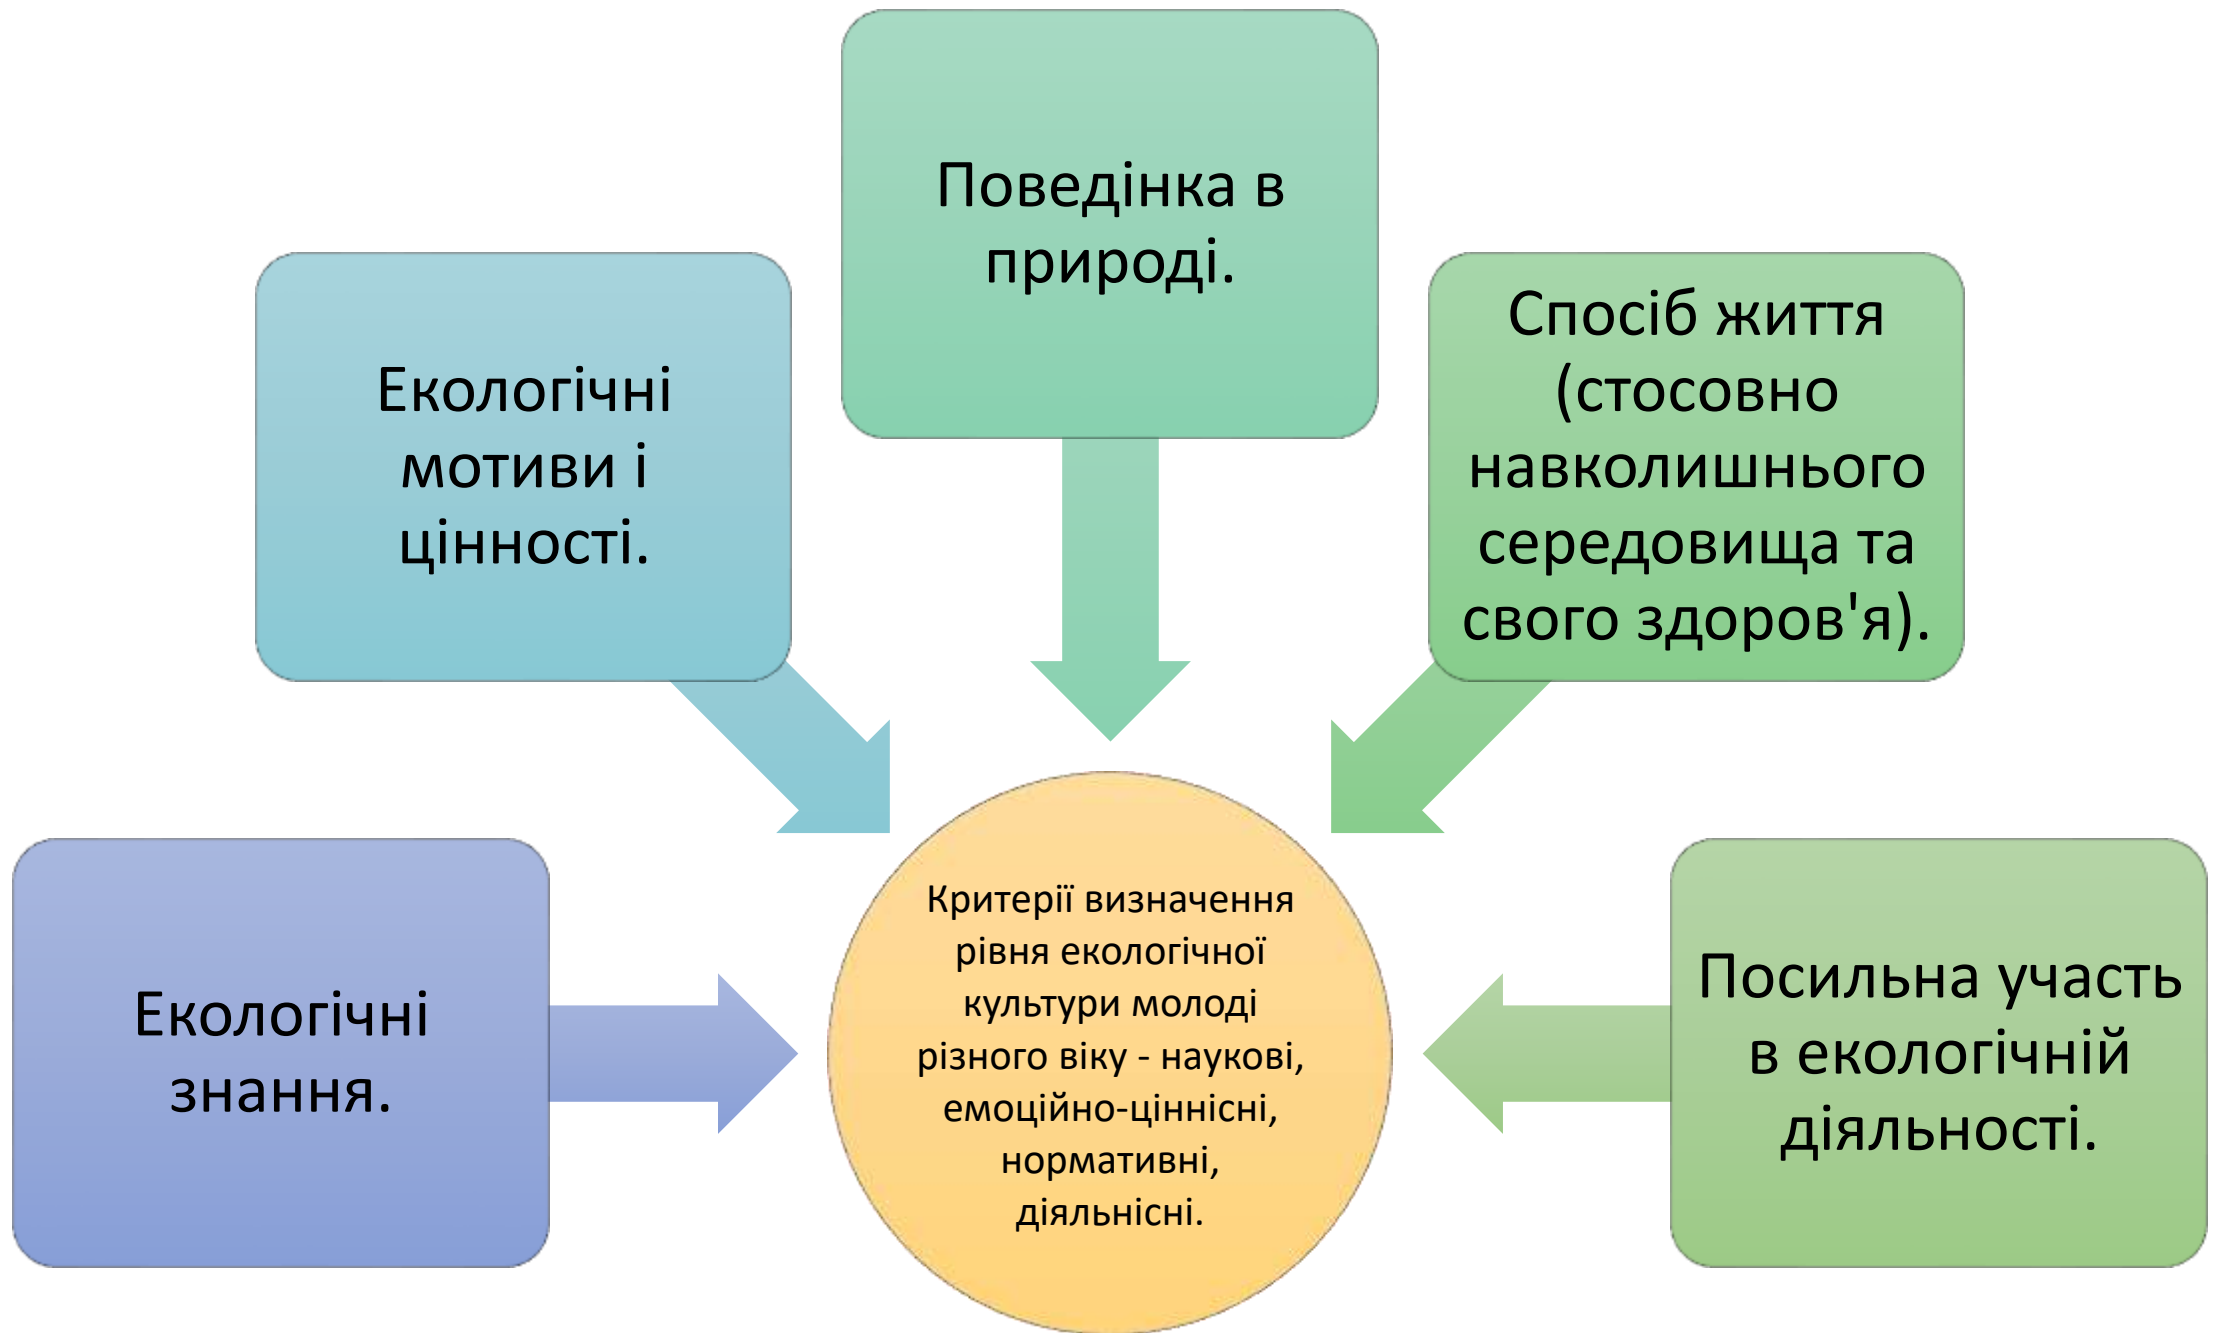 Поведінка в
природі.
Екологічні
мотиви і
цінності.
Спосіб життя
(стосовно
навколишнього
середовища та
свого здоров'я).
Екологічні
знання.
Критерії визначення
рівня екологічної
культури молоді
різного віку - наукові,
емоційно-ціннісні,
нормативні,
діяльнісні.
Посильна участь
в екологічній
діяльності.